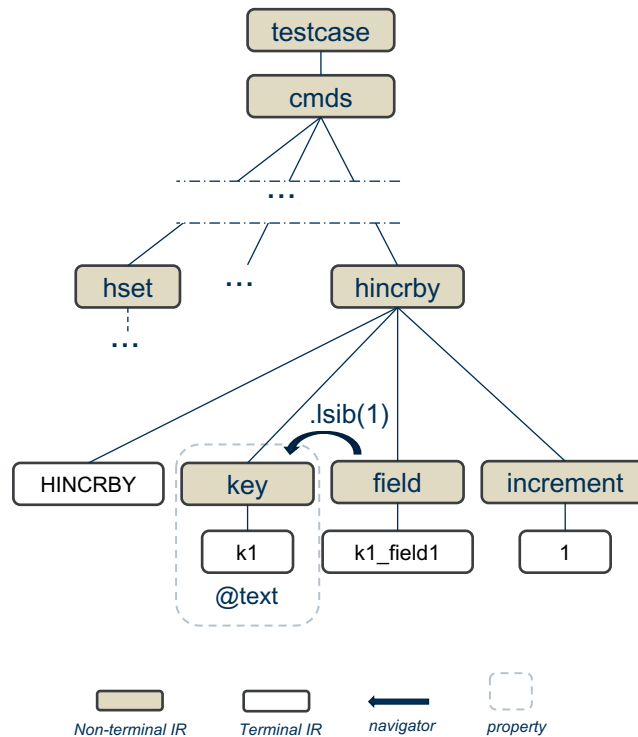 testcase
cmds
...
hset ... hincrby
...
.lsib(1)
HINCRBY key field increment
k1 k1_field1 1
@text
Non-terminal IR Terminal IR navigator property